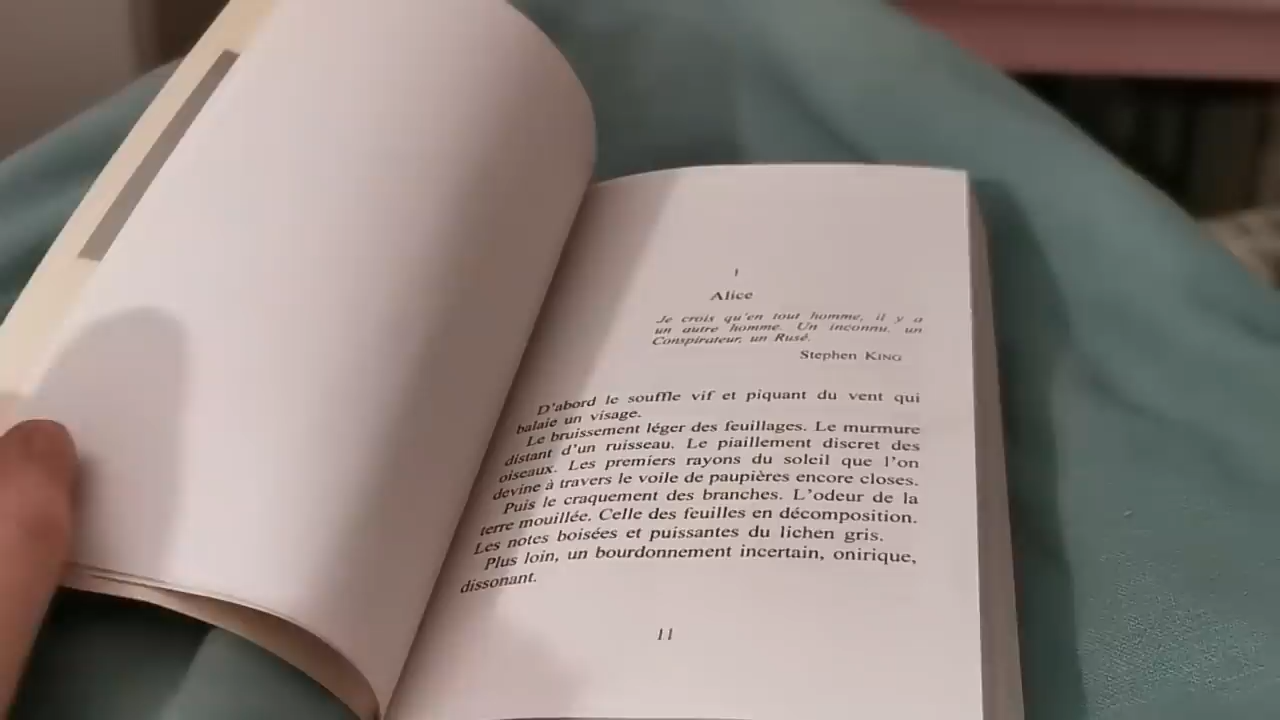 1
Alice
Je crois qu'en tout homme, il y a
un autre homme. Un inconnu, un
Conspirateur, un Rusé.
Stephen KING
D'abord le souffle vif et piquant du vent qui
balaie un visage.
Le bruissement léger des feuillages. Le murmure
distant d'un ruisseau. Le piaillement discret des
oiseaux. Les premiers rayons du soleil que l'on
devine à travers le voile de paupières encore closes.
Puis le craquement des branches. L'odeur de la
terre mouillée. Celle des feuilles en décomposition.
Les notes boisées et puissantes du lichen gris.
Plus loin, un bourdonnement incertain, onirique,
dissonant.
11